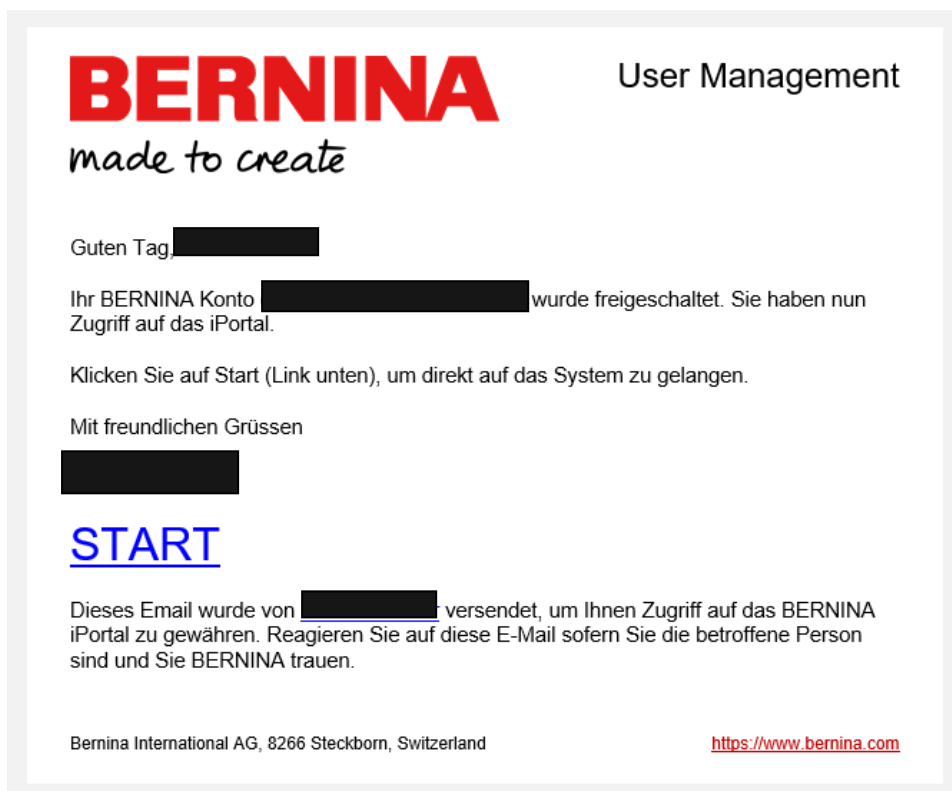 BERNINA
made to create
User Management
Guten Tag,
Ihr BERNINA Konto wurde freigeschaltet. Sie haben nun
Zugriff auf das iPortal.
Klicken Sie auf Start (Link unten), um direkt auf das System zu gelangen.
Mit freundlichen Grüssen
START
Dieses Email wurde von versendet, um Ihnen Zugriff auf das BERNINA
iPortal zu gewähren. Reagieren Sie auf diese E-Mail sofern Sie die betroffene Person
sind und Sie BERNINA trauen.
Bernina International AG, 8266 Steckborn, Switzerland
https://www.bernina.com